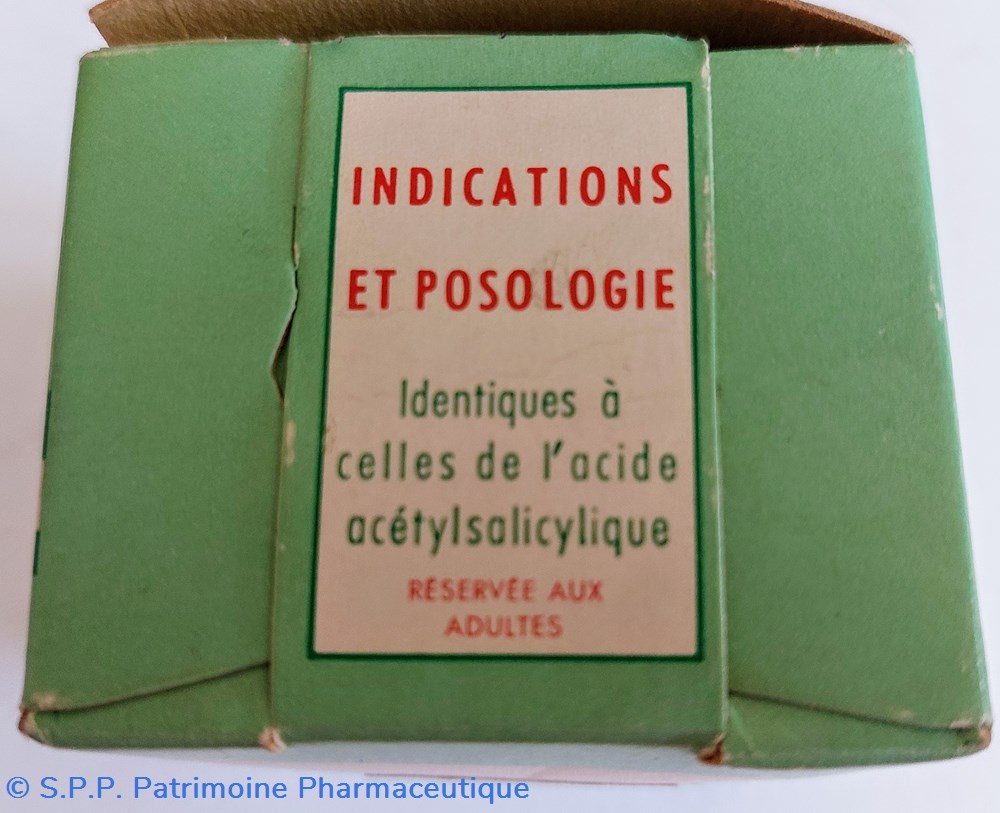 INDICATIONS
ET POSOLOGIE
Identiques à
celles de l'acide
acétylsalicylique
RÉSERVÉE AUX
ADULTES
© S.P.P. Patrimoine Pharmaceutique